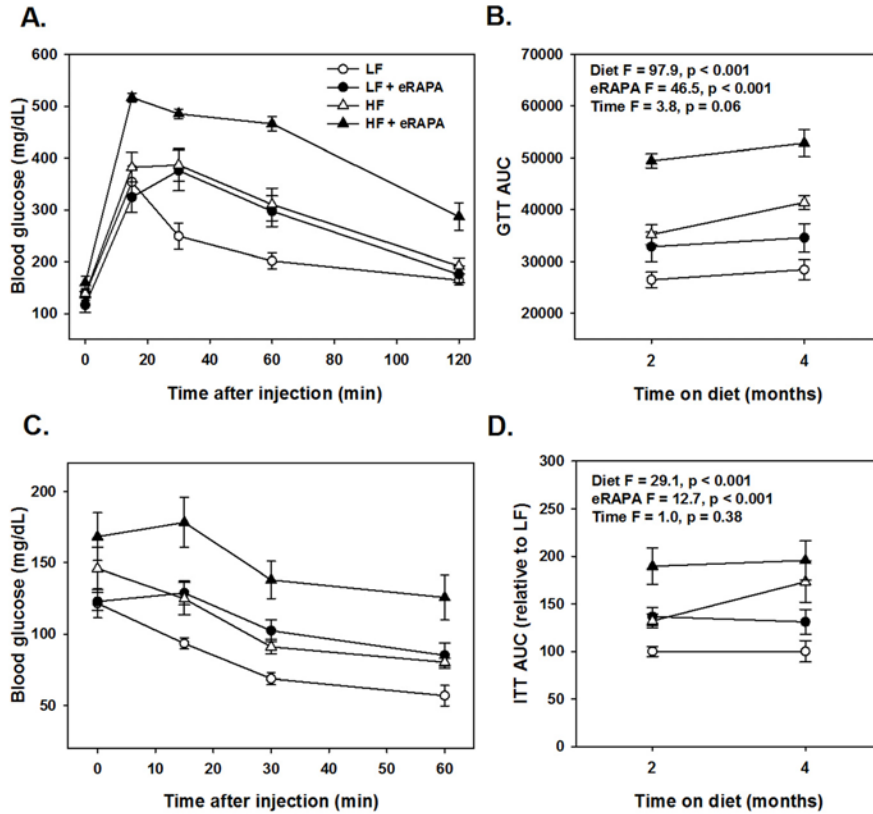 A.
Blood glucose (mg/dL)
600
500
400
300
200
100
LF
LF + eRAPA
HF
HF + eRAPA
0 20 40 60 80 100 120
Time after injection (min)
B.
GTT AUC
70000
60000
50000
40000
30000
20000
Diet F = 97.9, p < 0.001
eRAPA F = 46.5, p < 0.001
Time F = 3.8, p = 0.06
2 4
Time on diet (months)
C.
Blood glucose (mg/dL)
200
150
100
50
0 10 20 30 40 50 60
Time after injection (min)
D.
ITT AUC (relative to LF)
300
250
200
150
100
50
0
Diet F = 29.1, p < 0.001
eRAPA F = 12.7, p < 0.001
Time F = 1.0, p = 0.38
2 4
Time on diet (months)